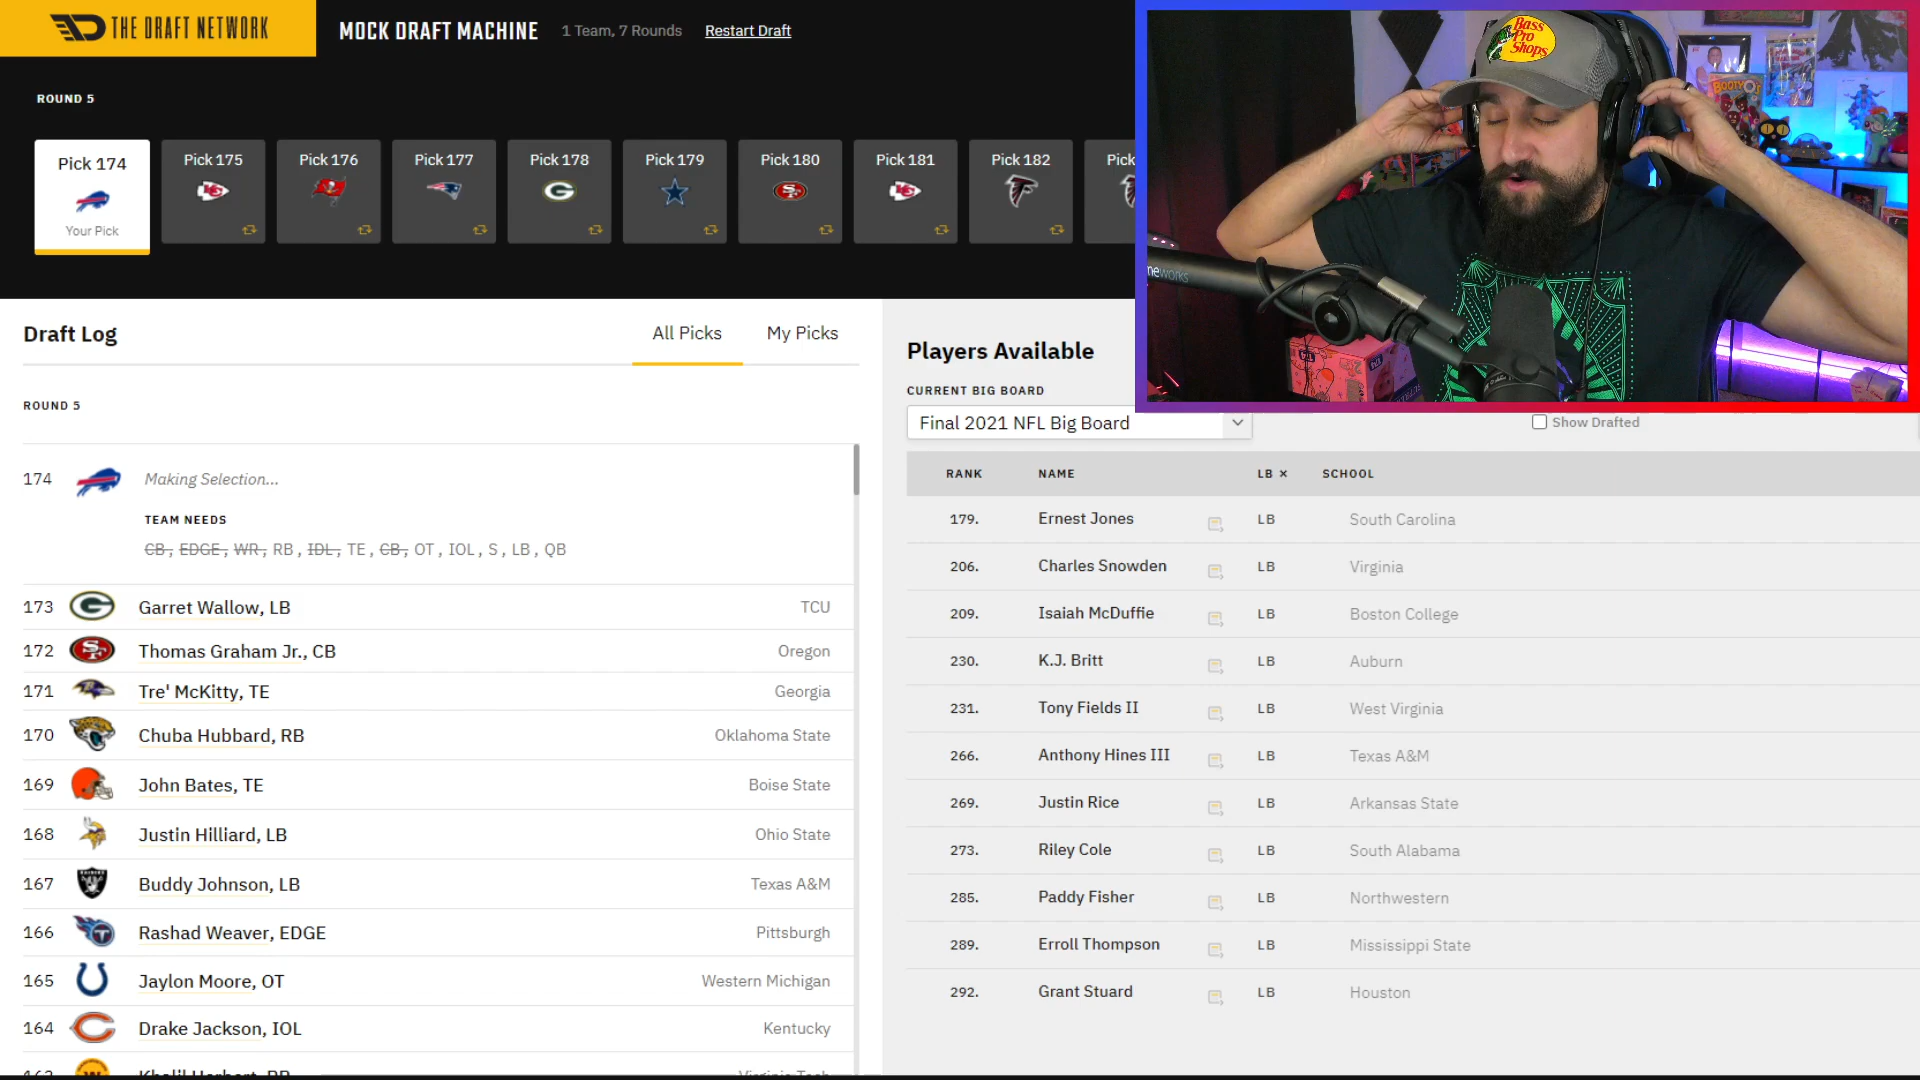 THE DRAFT NETWORK
MOCK DRAFT MACHINE
1 Team, 7 Rounds
Restart Draft
ROUND 5
Pick 174
Your Pick
Pick 175
Pick 176
Pick 177
Pick 178
Pick 179
Pick 180
Pick 181
Pick 182
Pick
Bass
Pro
Shops
Draft Log
All Picks
My Picks
ROUND 5
174 Making Selection...
TEAM NEEDS
CB , EDGE , WR , RB , IDL , TE , CB , OT , IOL , S , LB , QB
173 Garret Wallow, LB TCU
172 Thomas Graham Jr., CB Oregon
171 Tre' McKitty, TE Georgia
170 Chuba Hubbard, RB Oklahoma State
169 John Bates, TE Boise State
168 Justin Hilliard, LB Ohio State
167 Buddy Johnson, LB Texas A&M
166 Rashad Weaver, EDGE Pittsburgh
165 Jaylon Moore, OT Western Michigan
164 Drake Jackson, IOL Kentucky
163 Khalil Herbert, RB Virginia Tech
Players Available
CURRENT BIG BOARD
Final 2021 NFL Big Board
Show Drafted
RANK NAME LB × SCHOOL
179. Ernest Jones LB South Carolina
206. Charles Snowden LB Virginia
209. Isaiah McDuffie LB Boston College
230. K.J. Britt LB Auburn
231. Tony Fields II LB West Virginia
266. Anthony Hines III LB Texas A&M
269. Justin Rice LB Arkansas State
273. Riley Cole LB South Alabama
285. Paddy Fisher LB Northwestern
289. Erroll Thompson LB Mississippi State
292. Grant Stuard LB Houston